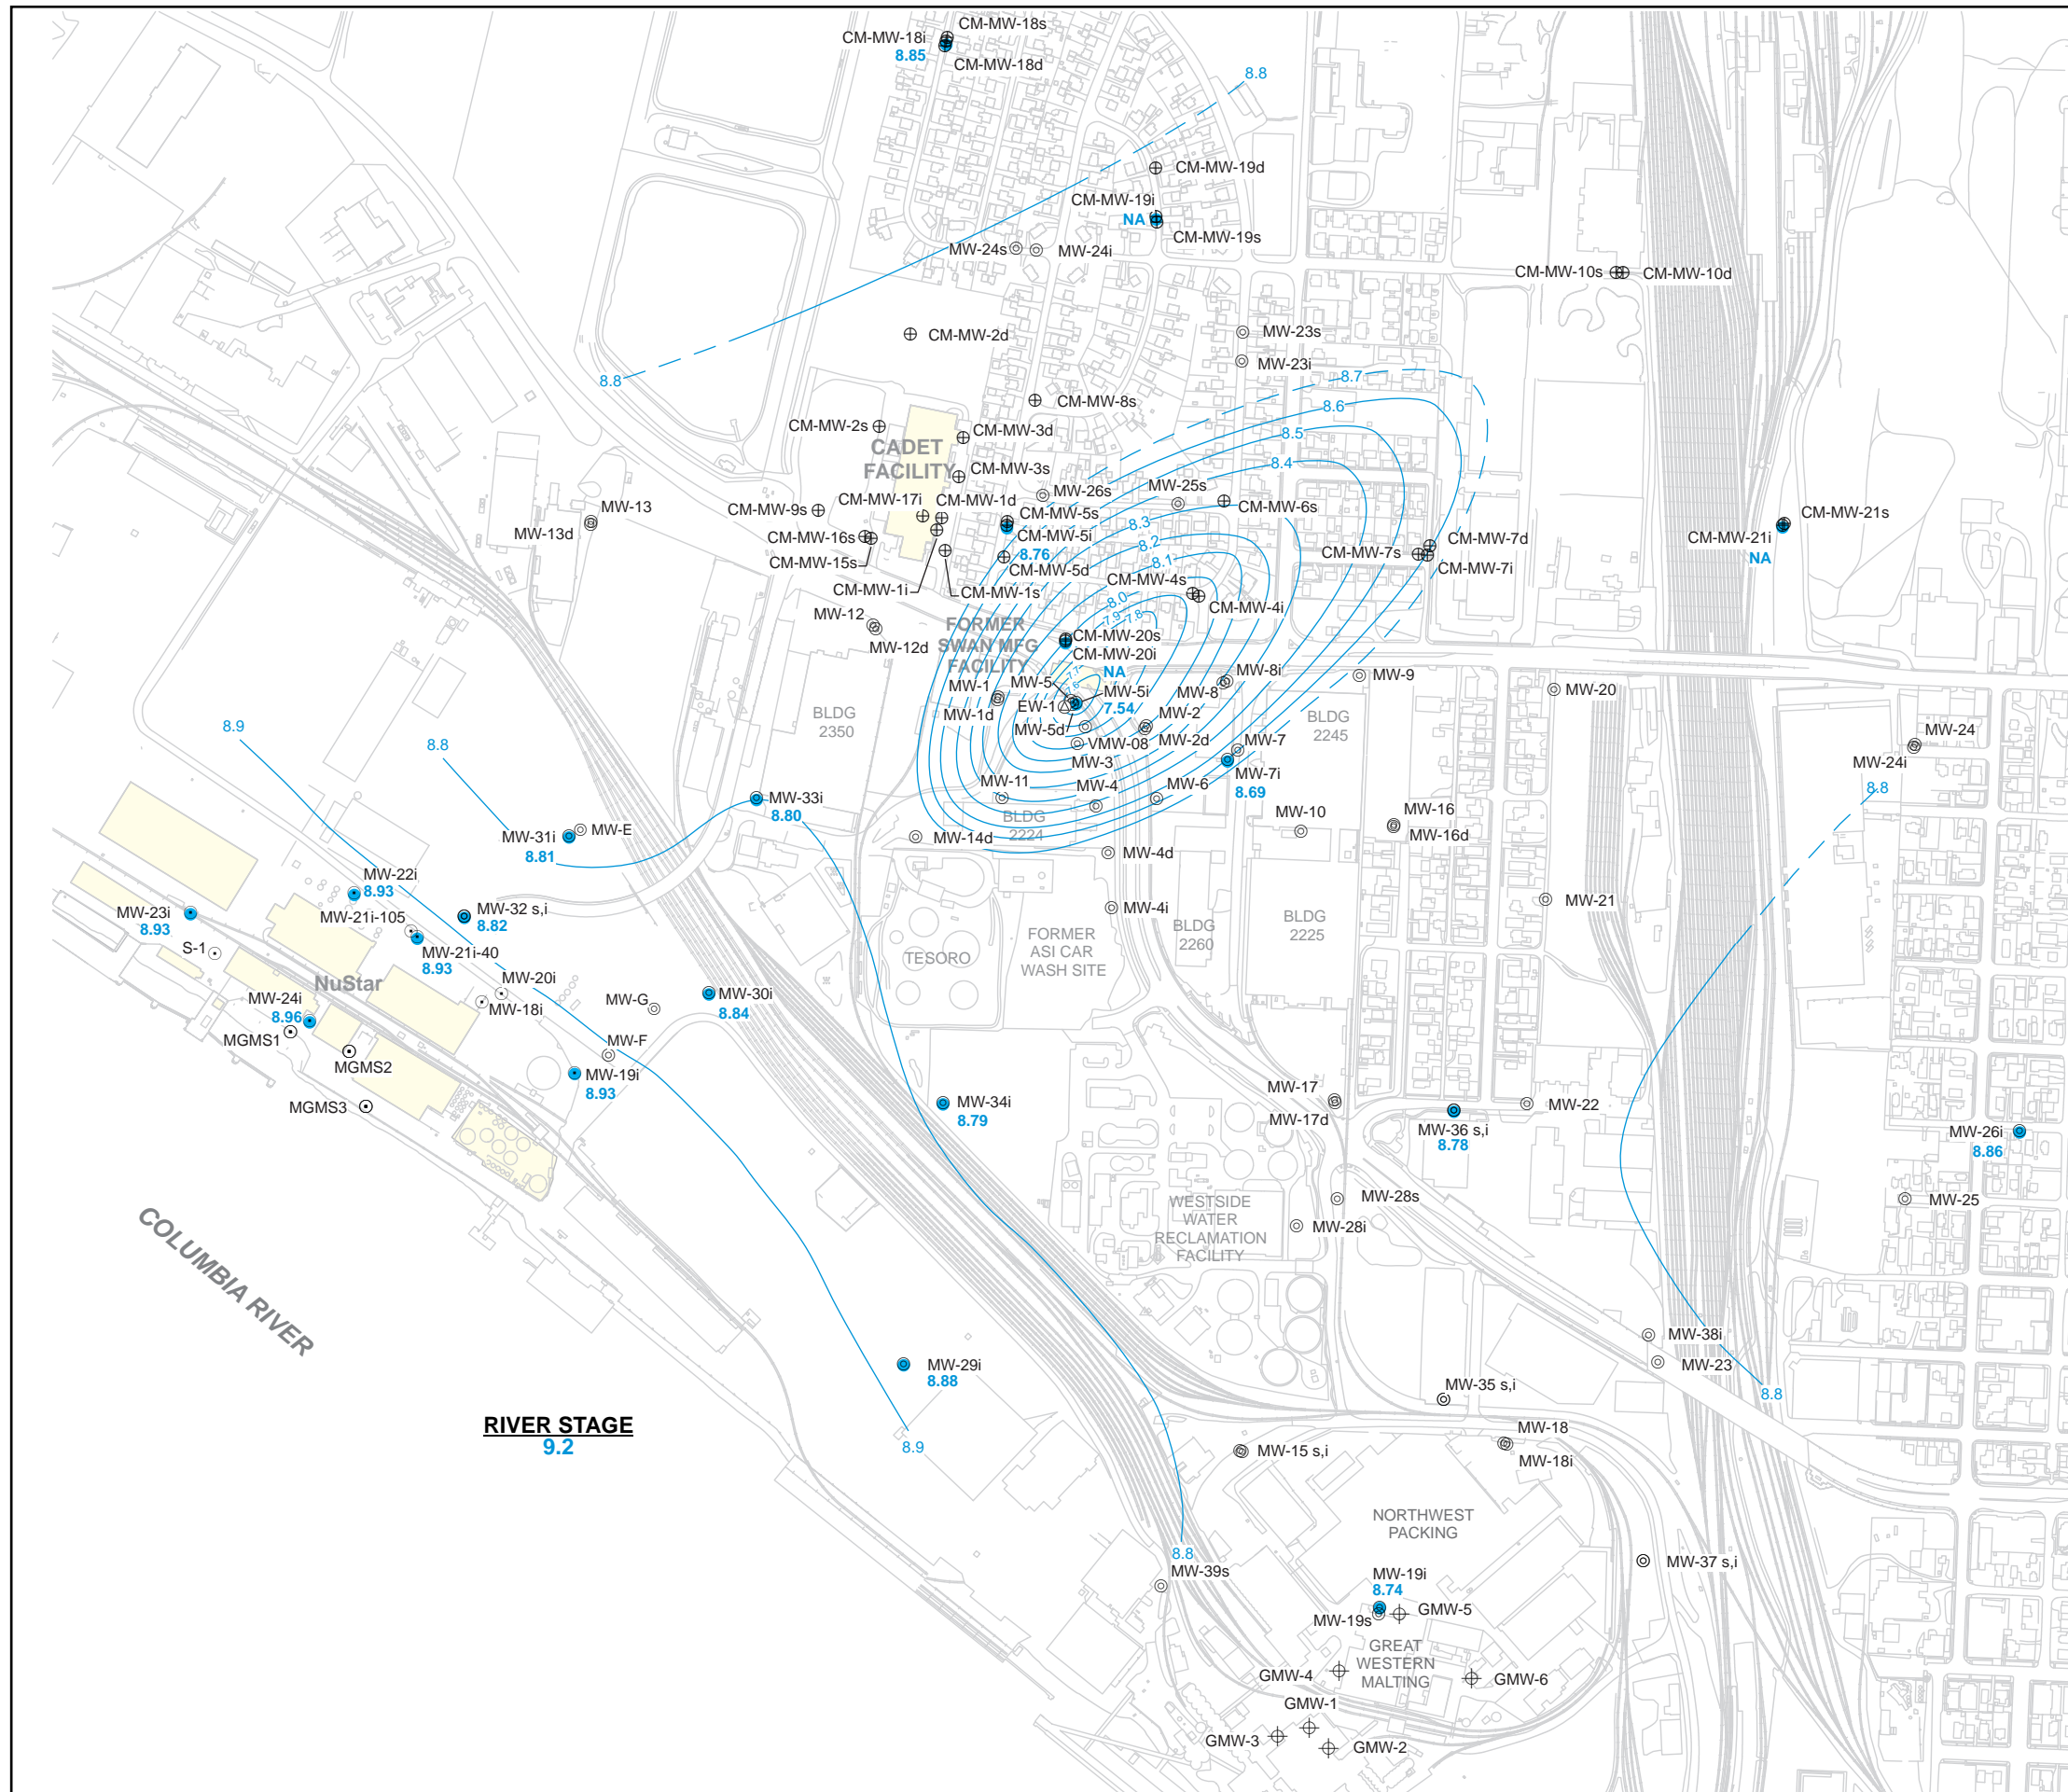 CM-MW-18s
CM-MW-18i
8.85
CM-MW-18d
8.8
CM-MW-19d
CM-MW-19i
NA
CM-MW-19s
MW-24s
MW-24i
CM-MW-10s
CM-MW-10d
CM-MW-2d
MW-23s
MW-23i
8.8
8.7
8.6
CM-MW-8s
CM-MW-2s
CM-MW-3d
8.5
CADET
FACILITY
8.4
CM-MW-3s
MW-26s
MW-25s
CM-MW-17i
CM-MW-1d
CM-MW-9s
CM-MW-5s
CM-MW-6s
8.3
CM-MW-21s
MW-13
MW-13d
CM-MW-5i
8.76
CM-MW-16s
8.2
CM-MW-7d
CM-MW-21i
NA
CM-MW-7s
CM-MW-15s
CM-MW-5d
8.1
CM-MW-7i
CM-MW-1i
CM-MW-1s
CM-MW-4s
8.0
CM-MW-4i
7.9
7.8
MW-12
MW-12d
FORMER
SWAN MFG
FACILITY
CM-MW-20s
CM-MW-20i
NA
7.7
7.6
MW-1
MW-5
MW-8i
MW-9
MW-20
MW-1d
EW-1
MW-5i
7.54
MW-8
MW-5d
MW-2
BLDG
2350
BLDG
2245
8.9
8.8
VMW-08
MW-2d
MW-7
MW-24
MW-3
MW-24i
MW-11
MW-4
MW-6
MW-7i
8.69
8.8
MW-33i
8.80
BLDG
2224
MW-10
MW-16
MW-16d
MW-E
MW-31i
8.81
MW-14d
MW-4d
MW-22i
8.93
MW-21
MW-23i
8.93
MW-21i-105
MW-32 s,i
8.82
MW-4i
S-1
MW-21i-40
8.93
TESORO
FORMER
ASI CAR
WASH SITE
BLDG
2260
BLDG
2225
NuStar
MW-20i
MW-18i
MW-G
MW-30i
8.84
MW-24i
8.96
MGMS1
MGMS2
MW-F
MW-19i
8.93
MGMS3
MW-34i
8.79
MW-17
MW-17d
MW-36 s,i
8.78
MW-22
MW-26i
8.86
MW-28s
MW-25
WESTSIDE
WATER
RECLAMATION
FACILITY
MW-28i
COLUMBIA RIVER
MW-38i
MW-23
MW-29i
8.88
MW-35 s,i
8.8
RIVER STAGE
9.2
8.9
MW-15 s,i
MW-18
MW-18i
NORTHWEST
PACKING
8.8
MW-39s
MW-37 s,i
MW-19i
8.74
MW-19s
GMW-5
GREAT
WESTERN
MALTING
GMW-4
GMW-6
GMW-1
GMW-3
GMW-2